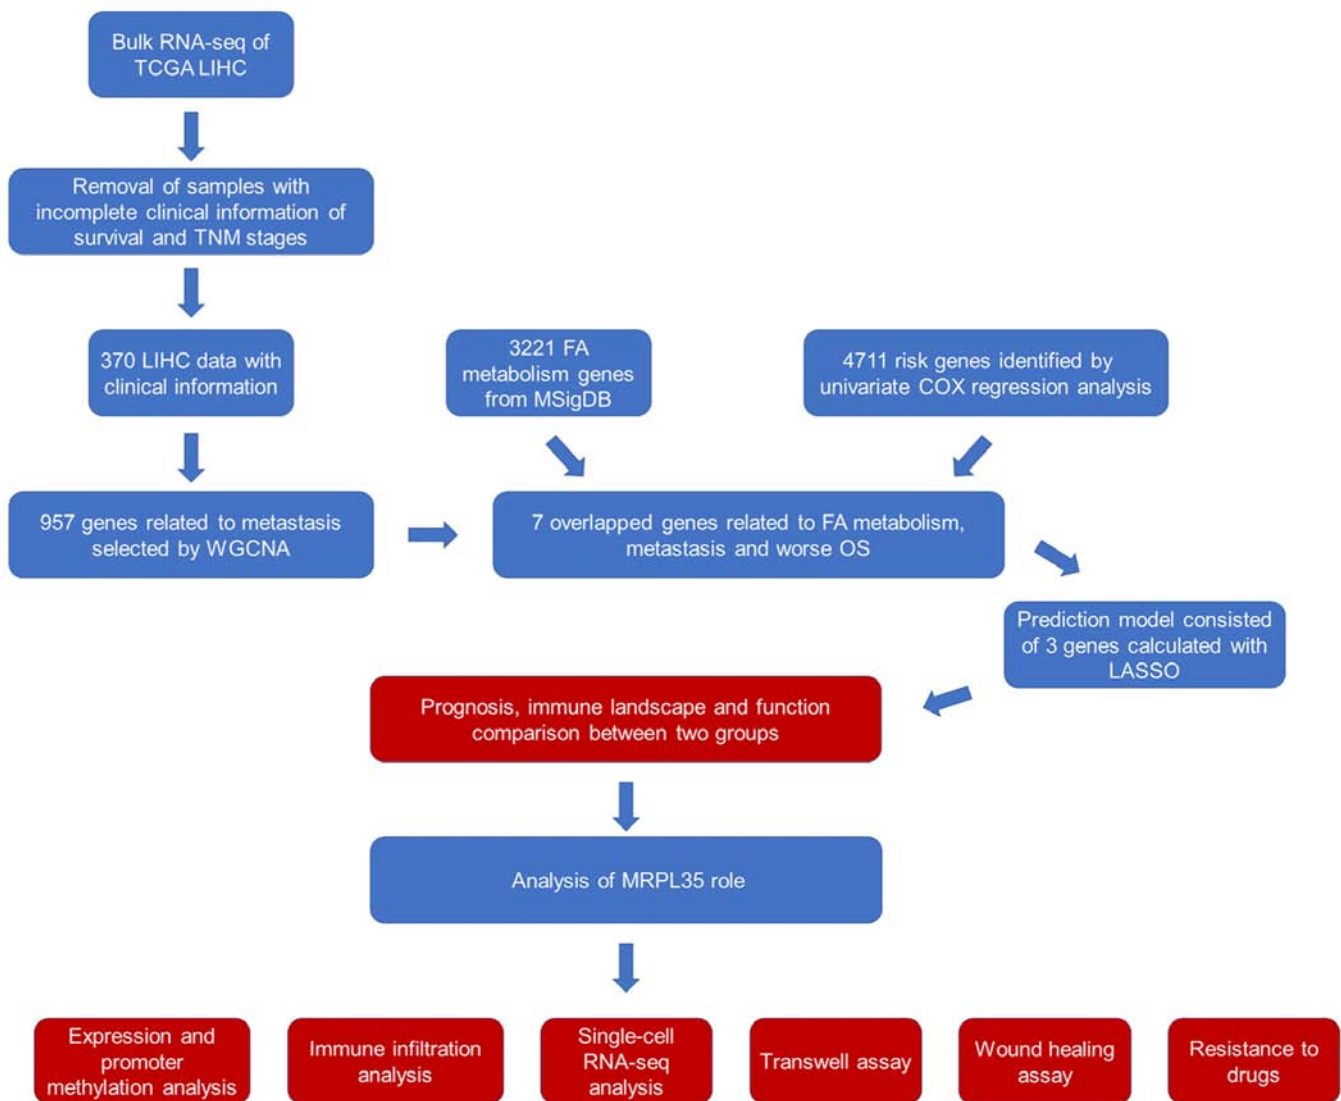 Bulk RNA-seq of
TCGA LIHC
Removal of samples with
incomplete clinical information of
survival and TNM stages
370 LIHC data with
clinical information
3221 FA
metabolism genes
from MSigDB
4711 risk genes identified by
univariate COX regression analysis
957 genes related to metastasis
selected by WGCNA
7 overlapped genes related to FA metabolism,
metastasis and worse OS
Prediction model consisted
of 3 genes calculated with
LASSO
Prognosis, immune landscape and function
comparison between two groups
Analysis of MRPL35 role
Expression and
promoter
methylation analysis
Immune infiltration
analysis
Single-cell
RNA-seq
analysis
Transwell assay
Wound healing
assay
Resistance to
drugs